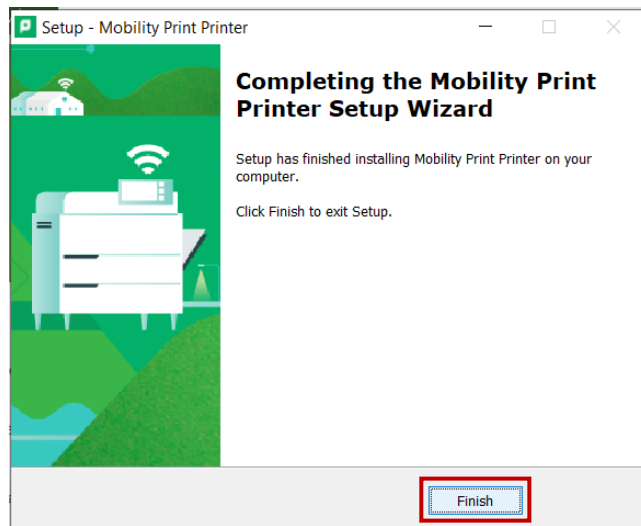 Setup - Mobility Print Printer
Completing the Mobility Print
Printer Setup Wizard
Setup has finished installing Mobility Print Printer on your
computer.
Click Finish to exit Setup.
Finish